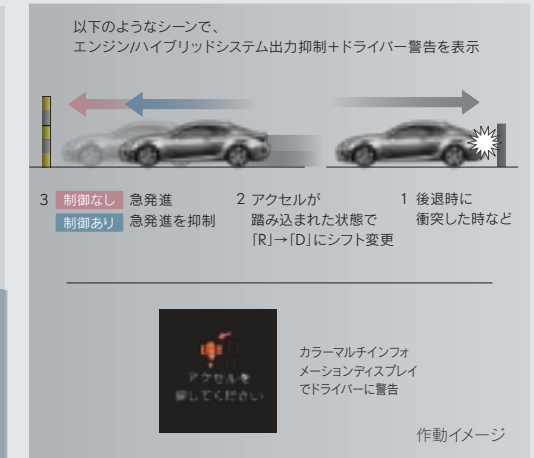 以下のようなシーンで、
エンジン/ハイブリッドシステム出力抑制＋ドライバー警告を表示
3 制御なし 急発進
制御あり 急発進を抑制
2 アクセルが
踏み込まれた状態で
「R」→「D」にシフト変更
1 後退時に
衝突した時など
アクセルを
戻してください
カラーマルチインフォ
メーションディスプレイ
でドライバーに警告
作動イメージ